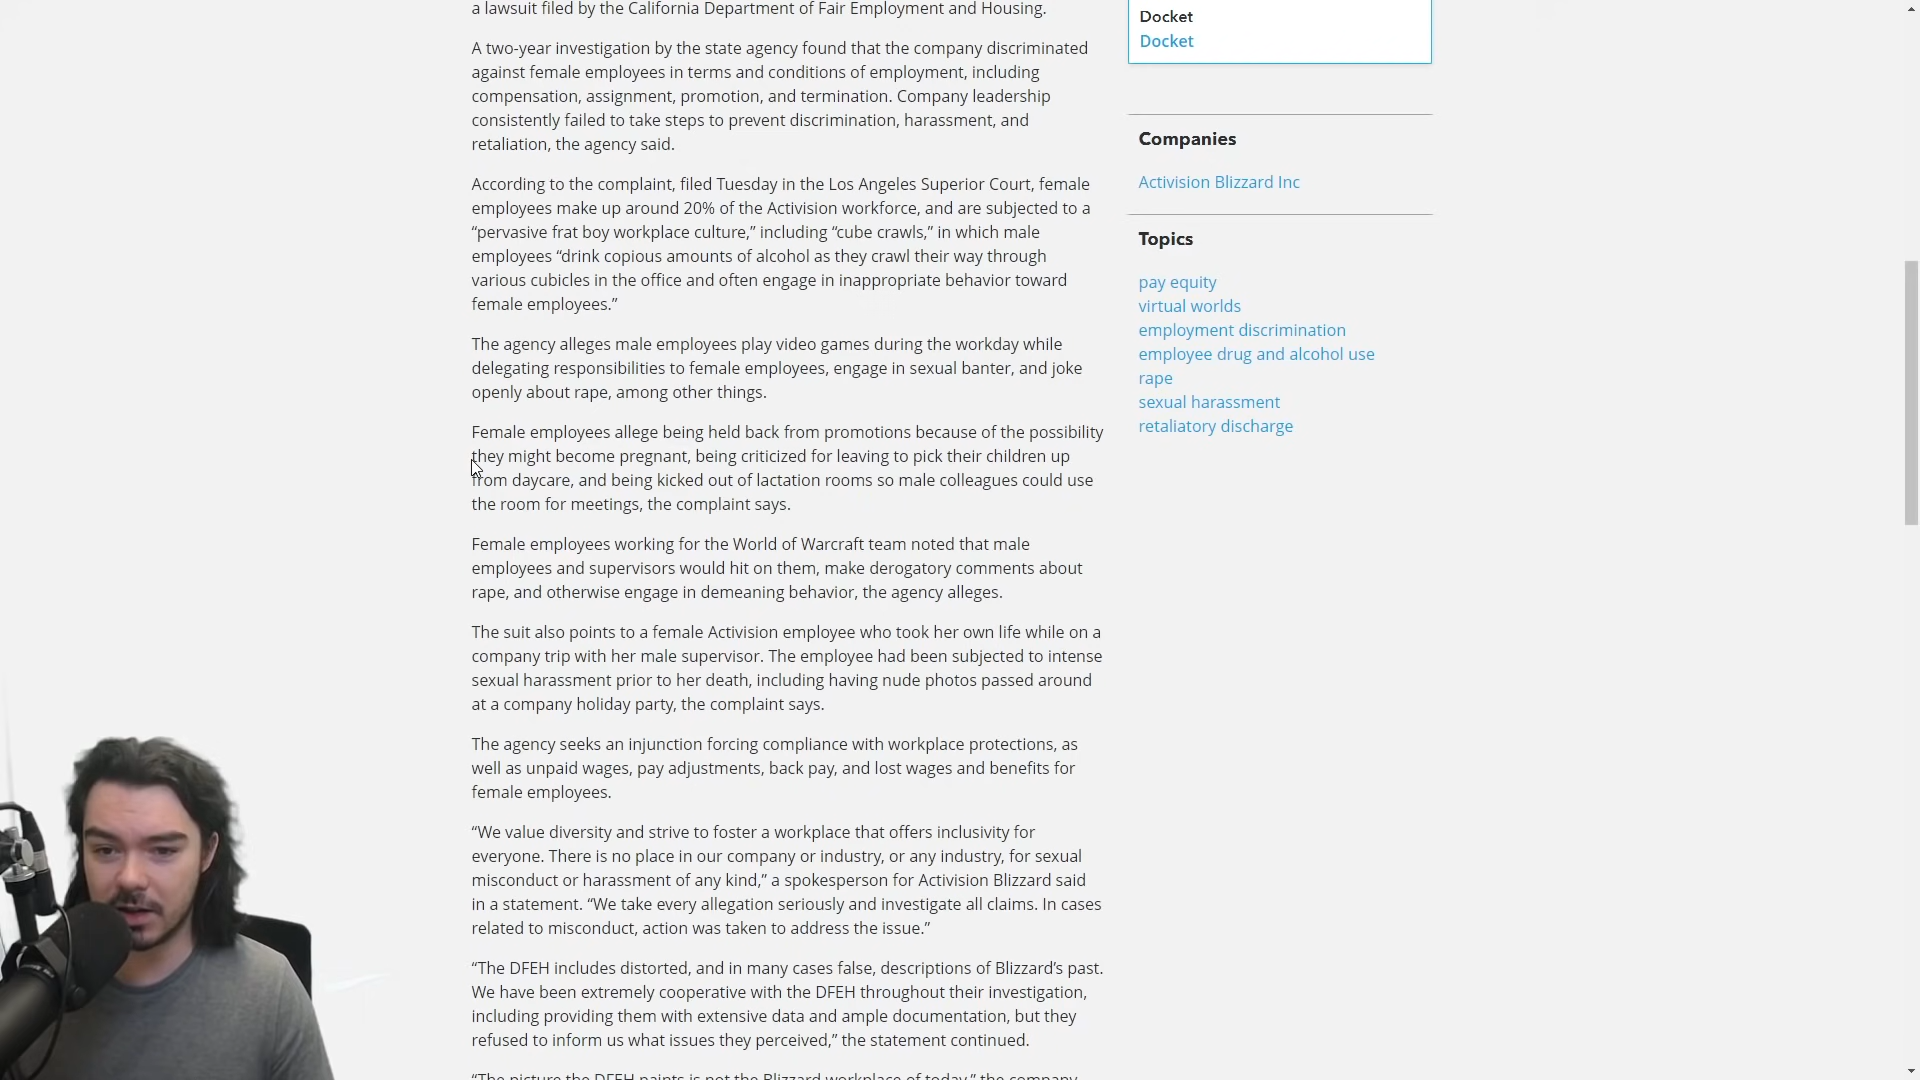 a lawsuit filed by the California Department of Fair Employment and Housing.
A two-year investigation by the state agency found that the company discriminated
against female employees in terms and conditions of employment, including
compensation, assignment, promotion, and termination. Company leadership
consistently failed to take steps to prevent discrimination, harassment, and
retaliation, the agency said.
According to the complaint, filed Tuesday in the Los Angeles Superior Court, female
employees make up around 20% of the Activision workforce, and are subjected to a
“pervasive frat boy workplace culture,” including “cube crawls,” in which male
employees “drink copious amounts of alcohol as they crawl their way through
various cubicles in the office and often engage in inappropriate behavior toward
female employees.”
The agency alleges male employees play video games during the workday while
delegating responsibilities to female employees, engage in sexual banter, and joke
openly about rape, among other things.
Female employees allege being held back from promotions because of the possibility
they might become pregnant, being criticized for leaving to pick their children up
from daycare, and being kicked out of lactation rooms so male colleagues could use
the room for meetings, the complaint says.
Female employees working for the World of Warcraft team noted that male
employees and supervisors would hit on them, make derogatory comments about
rape, and otherwise engage in demeaning behavior, the agency alleges.
The suit also points to a female Activision employee who took her own life while on a
company trip with her male supervisor. The employee had been subjected to intense
sexual harassment prior to her death, including having nude photos passed around
at a company holiday party, the complaint says.
The agency seeks an injunction forcing compliance with workplace protections, as
well as unpaid wages, pay adjustments, back pay, and lost wages and benefits for
female employees.
“We value diversity and strive to foster a workplace that offers inclusivity for
everyone. There is no place in our company or industry, or any industry, for sexual
misconduct or harassment of any kind,” a spokesperson for Activision Blizzard said
in a statement. “We take every allegation seriously and investigate all claims. In cases
related to misconduct, action was taken to address the issue.”
“The DFEH includes distorted, and in many cases false, descriptions of Blizzard’s past.
We have been extremely cooperative with the DFEH throughout their investigation,
including providing them with extensive data and ample documentation, but they
refused to inform us what issues they perceived,” the statement continued.
“The picture the DFEH paints is not the Blizzard workplace of today,” the company
Docket
Docket
Companies
Activision Blizzard Inc
Topics
pay equity
virtual worlds
employment discrimination
employee drug and alcohol use
rape
sexual harassment
retaliatory discharge